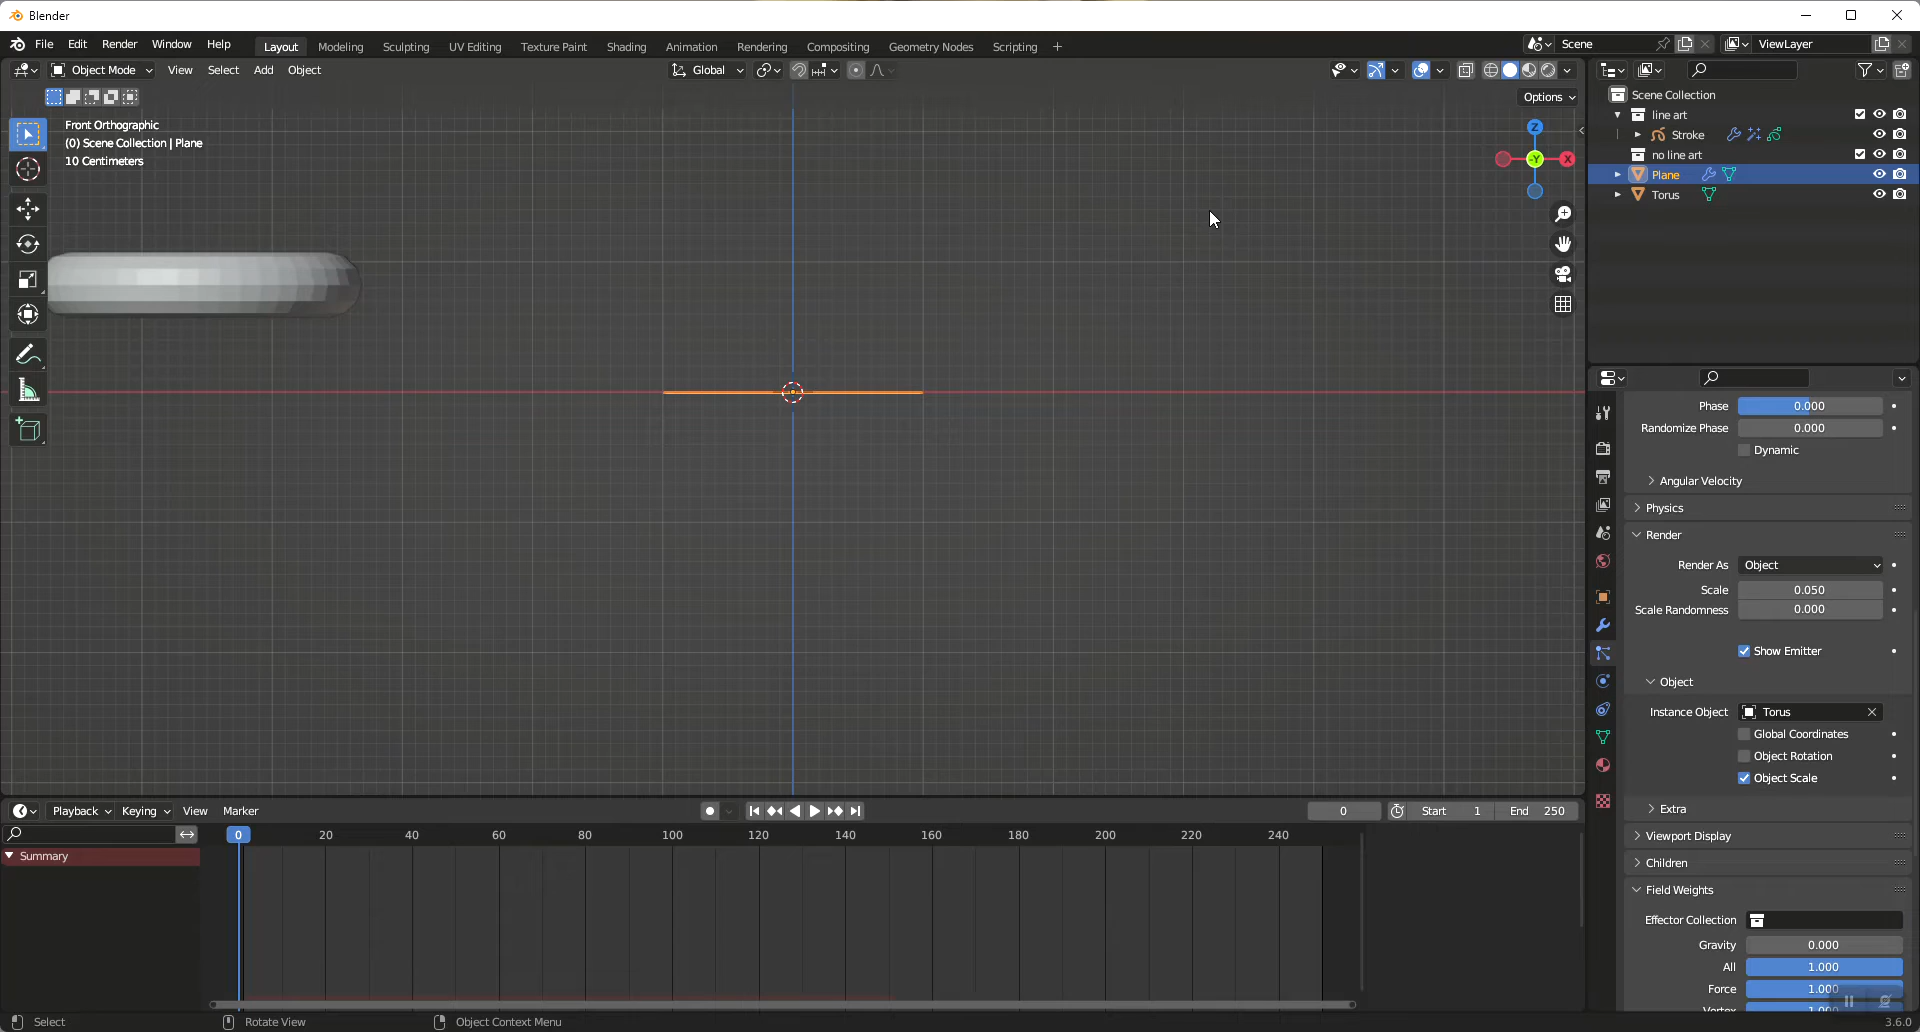 Blender
File Edit Render Window Help Layout Modeling Sculpting UV Editing Texture Paint Shading Animation Rendering Compositing Geometry Nodes Scripting + Scene ViewLayer
Object Mode View Select Add Object Global
Options
Front Orthographic
(0) Scene Collection | Plane
10 Centimeters
Z
-Y X
Scene Collection
line art
Stroke
no line art
Plane
Torus
Phase 0.000
Randomize Phase 0.000
Dynamic
Angular Velocity
Physics
Render
Render As Object
Scale 0.050
Scale Randomness 0.000
Show Emitter
Object
Instance Object Torus
Global Coordinates
Object Rotation
Object Scale
Extra
Viewport Display
Children
Field Weights
Effector Collection
Gravity 0.000
All 1.000
Force 1.000
Vortex 1.000
Playback Keying View Marker 0 Start 1 End 250
0 20 40 60 80 100 120 140 160 180 200 220 240
Summary
Select Rotate View Object Context Menu 3.6.0